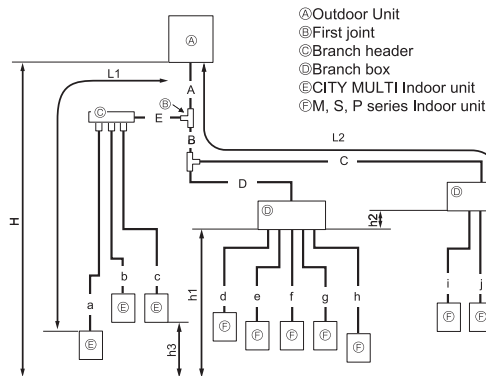 ⒶOutdoor Unit
ⒷFirst joint
ⒸBranch header
ⒹBranch box
ⒺCITY MULTI Indoor unit
ⒻM, S, P series Indoor unit
Ⓐ
L1
A
Ⓑ
Ⓒ
E
L2
B
C
D
Ⓓ
Ⓓ
h2
H
h1
a
b
c
d
e
f
g
h
i
j
Ⓔ
Ⓔ
Ⓔ
h3
Ⓕ
Ⓕ
Ⓕ
Ⓕ
Ⓕ
Ⓕ
Ⓕ